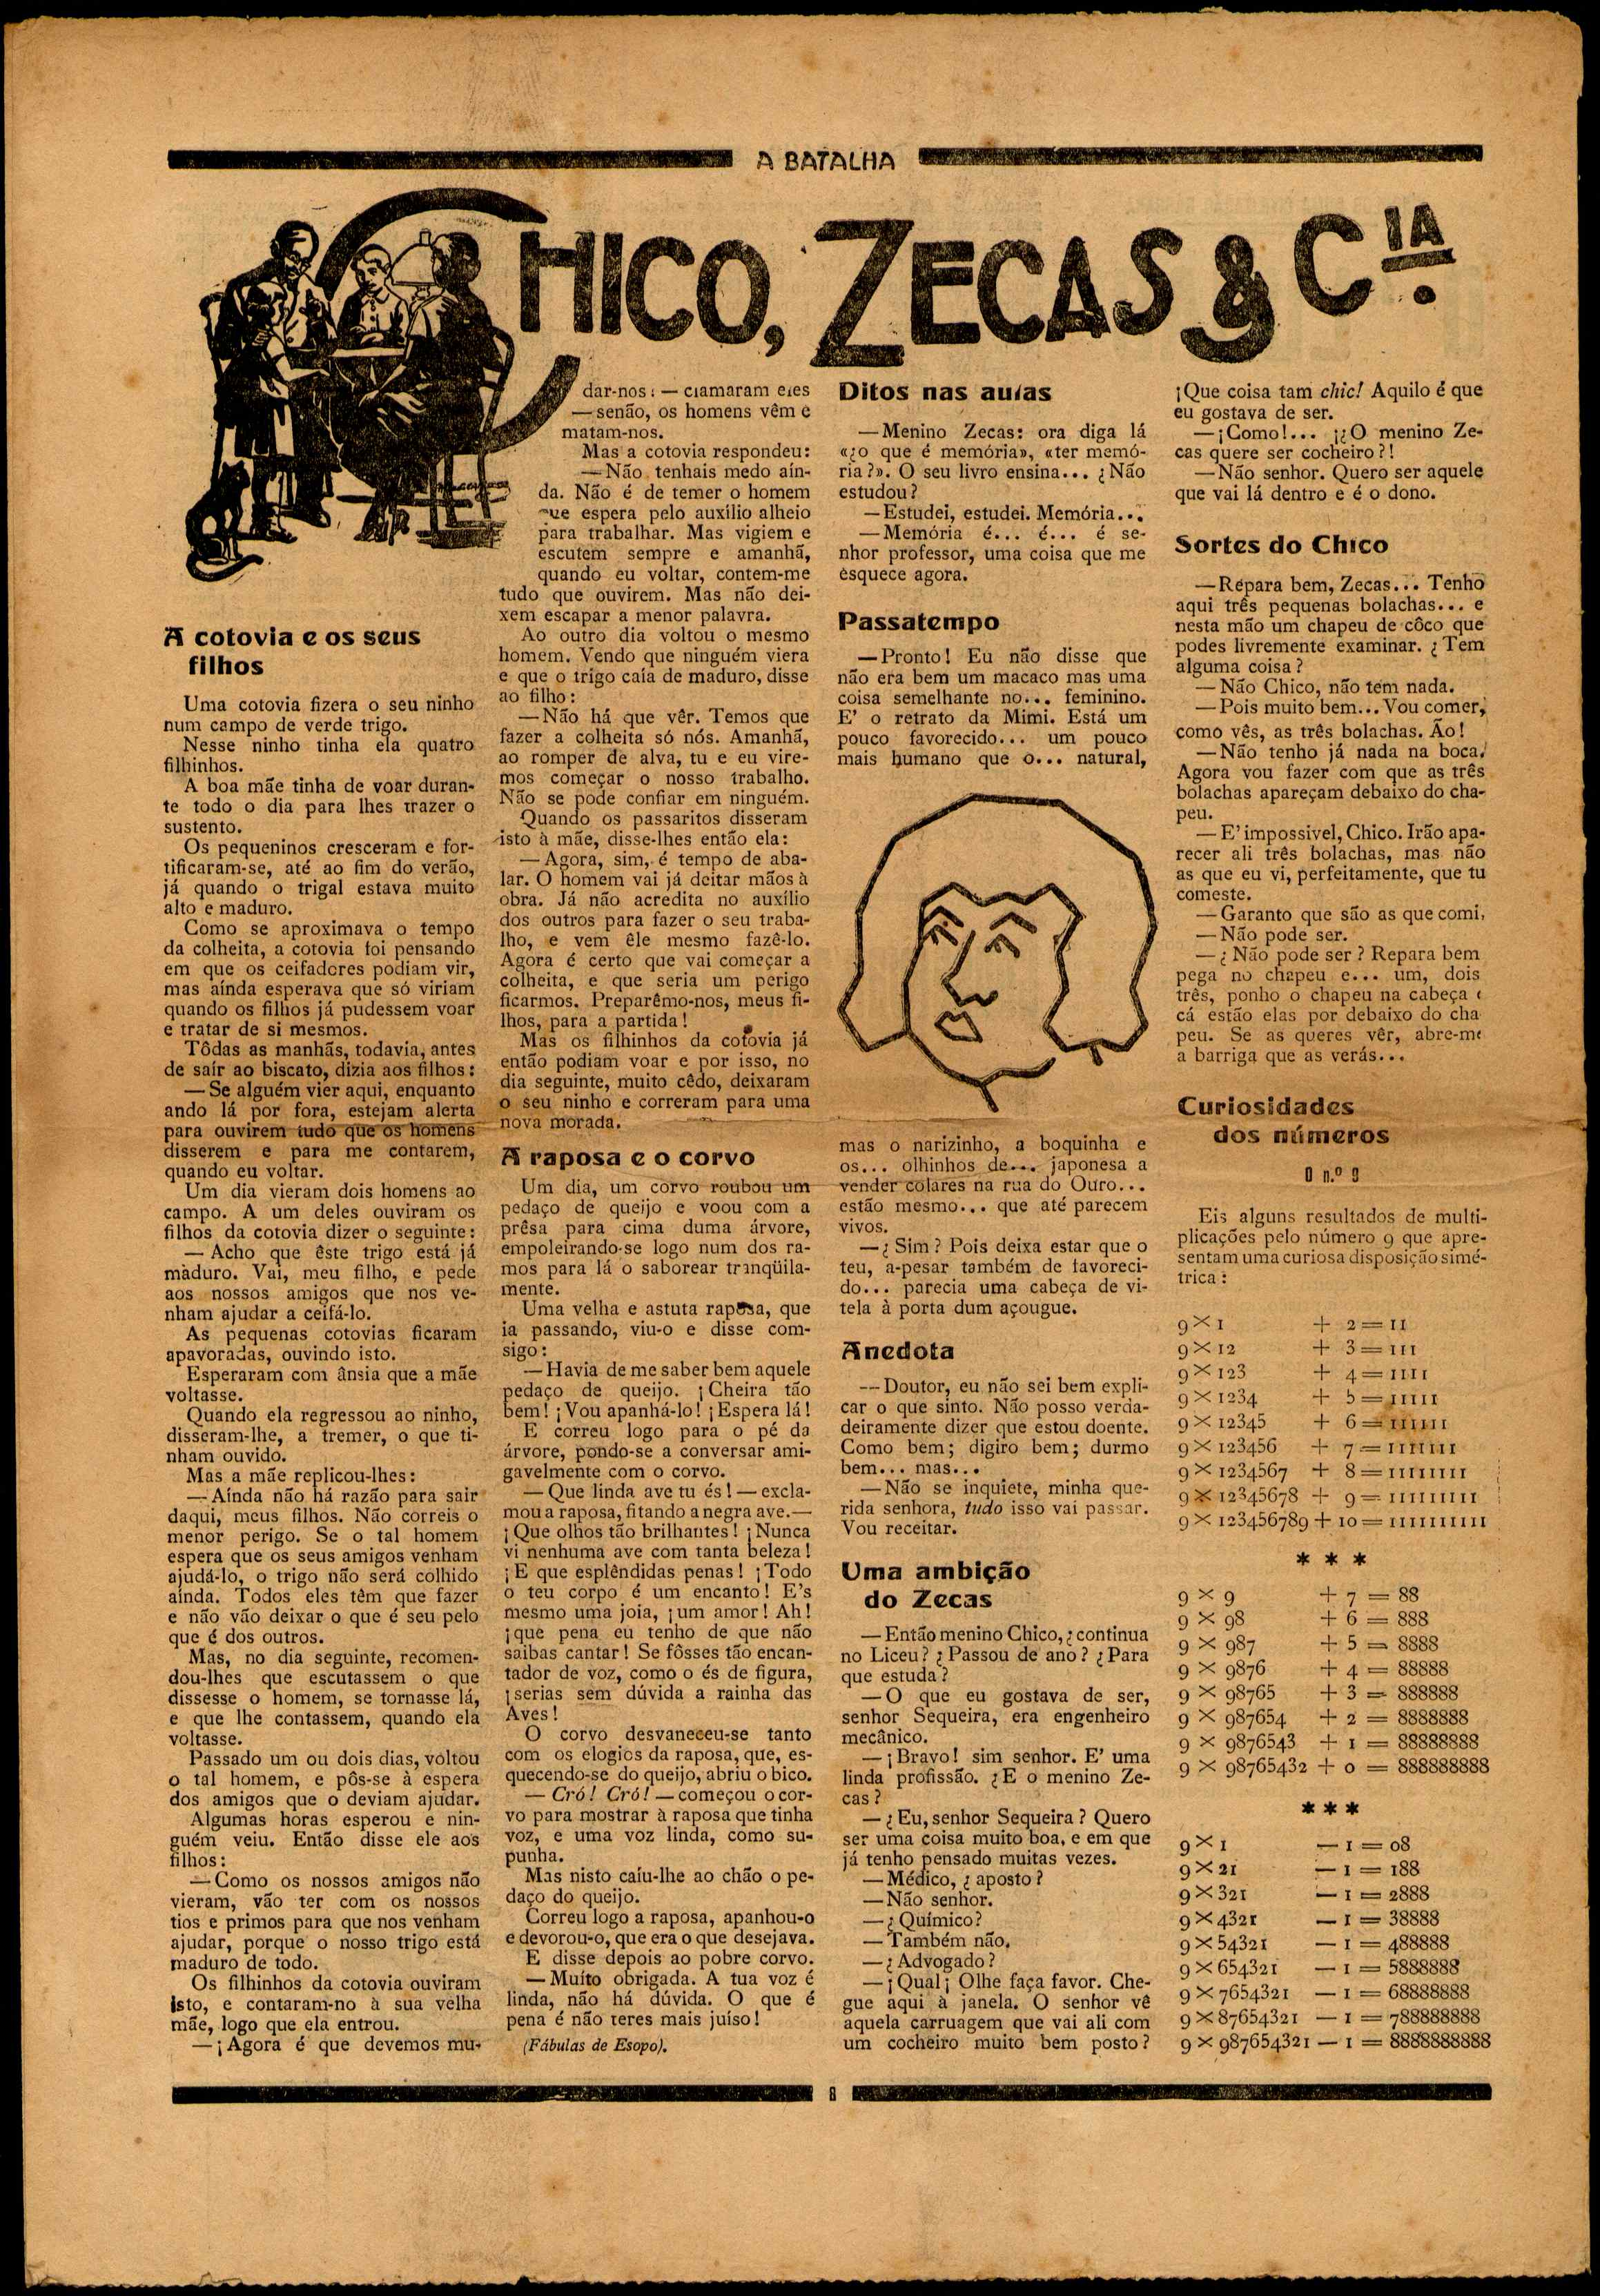 A BATALHA
CHICO, ZECAS & CIA.
A cotovia e os seus
filhos
Uma cotovia fizera o seu ninho
num campo de verde trigo.
Nesse ninho tinha ela quatro
filhinhos.
A boa mãe tinha de voar duran-
te todo o dia para lhes trazer o
sustento.
Os pequeninos cresceram e for-
tificaram-se, até ao fim do verão,
já quando o trigal estava muito
alto e maduro.
Como se aproximava o tempo
da colheita, a cotovia foi pensando
em que os ceifadores podiam vir,
mas aínda esperava que só viriam
quando os filhos já pudessem voar
e tratar de si mesmos.
Tôdas as manhãs, todavia, antes
de saír ao biscato, dizia aos filhos:
—Se alguém vier aqui, enquanto
ando lá por fora, estejam alerta
para ouvirem tudo que os homens
disserem e para me contarem,
quando eu voltar.
Um dia vieram dois homens ao
campo. A um deles ouviram os
filhos da cotovia dizer o seguinte:
— Acho que êste trigo está já
maduro. Vai, meu filho, e pede
aos nossos amigos que nos ve-
nham ajudar a ceifá-lo.
As pequenas cotovias ficaram
apavoradas, ouvindo isto.
Esperaram com ânsia que a mãe
voltasse.
Quando ela regressou ao ninho,
disseram-lhe, a tremer, o que ti-
nham ouvido.
Mas a mãe replicou-lhes:
—Aínda não há razão para sair
daqui, meus filhos. Não correis o
menor perigo. Se o tal homem
espera que os seus amigos venham
ajudá-lo, o trigo não será colhido
aínda. Todos eles têm que fazer
e não vão deixar o que é seu pelo
que é dos outros.
Mas, no dia seguinte, recomen-
dou-lhes que escutassem o que
dissesse o homem, se tornasse lá,
e que lhe contassem, quando ela
voltasse.
Passado um ou dois dias, voltou
o tal homem, e pôs-se à espera
dos amigos que o deviam ajudar.
Algumas horas esperou e nin-
guém veiu. Então disse ele aos
filhos:
—Como os nossos amigos não
vieram, vão ter com os nossos
tios e primos para que nos venham
ajudar, porque o nosso trigo está
maduro de todo.
Os filhinhos da cotovia ouviram
isto, e contaram-no à sua velha
mãe, logo que ela entrou.
—¡Agora é que devemos mu-
dar-nos: — clamaram eles
—senão, os homens vêm e
matam-nos.
Mas a cotovia respondeu:
—Não tenhais medo aín-
da. Não é de temer o homem
que espera pelo auxílio alheio
para trabalhar. Mas vigiem e
escutem sempre e amanhã,
quando eu voltar, contem-me
tudo que ouvirem. Mas não dei-
xem escapar a menor palavra.
Ao outro dia voltou o mesmo
homem. Vendo que ninguém viera
e que o trigo caía de maduro, disse
ao filho:
—Não há que vêr. Temos que
fazer a colheita só nós. Amanhã,
ao romper de alva, tu e eu vire-
mos começar o nosso trabalho.
Não se pode confiar em ninguém.
Quando os passaritos disseram
isto à mãe, disse-lhes então ela:
—Agora, sim, é tempo de aba-
lar. O homem vai já deitar mãos à
obra. Já não acredita no auxílio
dos outros para fazer o seu traba-
lho, e vem êle mesmo fazê-lo.
Agora é certo que vai começar a
colheita, e que seria um perigo
ficarmos. Preparêmo-nos, meus fi-
lhos, para a partida!
Mas os filhinhos da cotovia já
então podiam voar e por isso, no
dia seguinte, muito cêdo, deixaram
o seu ninho e correram para uma
nova morada.
A raposa e o corvo
Um dia, um corvo roubou um
pedaço de queijo e voou com a
prêsa para cima duma árvore,
empoleirando-se logo num dos ra-
mos para lá o saborear tranqüila-
mente.
Uma velha e astuta raposa, que
ia passando, viu-o e disse com-
sigo:
—Havia de me saber bem aquele
pedaço de queijo. ¡Cheira tão
bem! ¡Vou apanhá-lo! ¡Espera lá!
E correu logo para o pé da
árvore, pondo-se a conversar ami-
gavelmente com o corvo.
—Que linda ave tu és!—excla-
mou a raposa, fitando a negra ave.—
¡Que olhos tão brilhantes! ¡Nunca
vi nenhuma ave com tanta beleza!
¡E que esplêndidas penas! ¡Todo
o teu corpo é um encanto! E's
mesmo uma joia, ¡um amor! Ah!
¡que pena eu tenho de que não
saibas cantar! Se fôsses tão encan-
tador de voz, como o és de figura,
¡serias sem dúvida a rainha das
Aves!
O corvo desvaneceu-se tanto
com os elogios da raposa, que, es-
quecendo-se do queijo, abriu o bico.
— Cró! Cró!—começou o cor-
vo para mostrar à raposa que tinha
voz, e uma voz linda, como su-
punha.
Mas nisto caíu-lhe ao chão o pe-
daço do queijo.
Correu logo a raposa, apanhou-o
e devorou-o, que era o que desejava.
E disse depois ao pobre corvo.
—Muíto obrigada. A tua voz é
linda, não há dúvida. O que é
pena é não teres mais juíso!
(Fábulas de Esopo).
Ditos nas aulas
—Menino Zecas: ora diga lá
«¿o que é memória», «ter memó-
ria?». O seu livro ensina... ¿Não
estudou?
—Estudei, estudei. Memória...
—Memória é... é... é se-
nhor professor, uma coisa que me
esquece agora.
Passatempo
—Pronto! Eu não disse que
não era bem um macaco mas uma
coisa semelhante no... feminino.
E' o retrato da Mimi. Está um
pouco favorecido... um pouco
mais humano que o... natural,
mas o narizinho, a boquinha e
os... olhinhos de... japonesa a
vender colares na rua do Ouro...
estão mesmo... que até parecem
vivos.
—¿Sim? Pois deixa estar que o
teu, a-pesar também de favoreci-
do... parecia uma cabeça de vi-
tela à porta dum açougue.
Anedota
—Doutor, eu não sei bem expli-
car o que sinto. Não posso verda-
deiramente dizer que estou doente.
Como bem; digiro bem; durmo
bem... mas...
—Não se inquiete, minha que-
rida senhora, tudo isso vai passar.
Vou receitar.
Uma ambição
do Zecas
—Então menino Chico, ¿continua
no Liceu? ¿Passou de ano? ¿Para
que estuda?
—O que eu gostava de ser,
senhor Sequeira, era engenheiro
mecânico.
—¡Bravo! sim senhor. E' uma
linda profissão. ¿E o menino Ze-
cas?
—¿Eu, senhor Sequeira? Quero
ser uma coisa muito boa, e em que
já tenho pensado muitas vezes.
—Médico, ¿aposto?
—Não senhor.
—¿Químico?
—Também não.
—¿Advogado?
—¡Qual¡ Olhe faça favor. Che-
gue aqui à janela. O senhor vê
aquela carruagem que vai ali com
um cocheiro muito bem posto?
¡Que coisa tam chic! Aquilo é que
eu gostava de ser.
—¡Como!... ¡¿O menino Ze-
cas quere ser cocheiro?!
—Não senhor. Quero ser aquele
que vai lá dentro e é o dono.
Sortes do Chico
—Repara bem, Zecas... Tenho
aqui três pequenas bolachas... e
nesta mão um chapeu de côco que
podes livremente examinar. ¿Tem
alguma coisa?
—Não Chico, não tem nada.
—Pois muito bem... Vou comer,
como vês, as três bolachas. Ão!
—Não tenho já nada na boca.
Agora vou fazer com que as três
bolachas apareçam debaixo do cha-
peu.
—E' impossivel, Chico. Irão apa-
recer ali três bolachas, mas não
as que eu vi, perfeitamente, que tu
comeste.
—Garanto que são as que comi.
—Não pode ser.
—¿Não pode ser? Repara bem
pega no chapeu e... um, dois
três, ponho o chapeu na cabeça e
cá estão elas por debaixo do cha
peu. Se as queres vêr, abre-me
a barriga que as verás...
Curiosidades
dos números
O n.º 9
Eis alguns resultados de multi-
plicações pelo número 9 que apre-
sentam uma curiosa disposição simé-
trica:
9 × 1 + 2 = 11
9 × 12 + 3 = 111
9 × 123 + 4 = 1111
9 × 1234 + 5 = 11111
9 × 12345 + 6 = 111111
9 × 123456 + 7 = 1111111
9 × 1234567 + 8 = 11111111
9 × 12345678 + 9 = 111111111
9 × 123456789 + 10 = 1111111111
* * *
9 × 9 + 7 = 88
9 × 98 + 6 = 888
9 × 987 + 5 = 8888
9 × 9876 + 4 = 88888
9 × 98765 + 3 = 888888
9 × 987654 + 2 = 8888888
9 × 9876543 + 1 = 88888888
9 × 98765432 + 0 = 888888888
* * *
9 × 1 — 1 = 08
9 × 21 — 1 = 188
9 × 321 — 1 = 2888
9 × 4321 — 1 = 38888
9 × 54321 — 1 = 488888
9 × 654321 — 1 = 5888888
9 × 7654321 — 1 = 68888888
9 × 87654321 — 1 = 788888888
9 × 987654321 — 1 = 8888888888
8